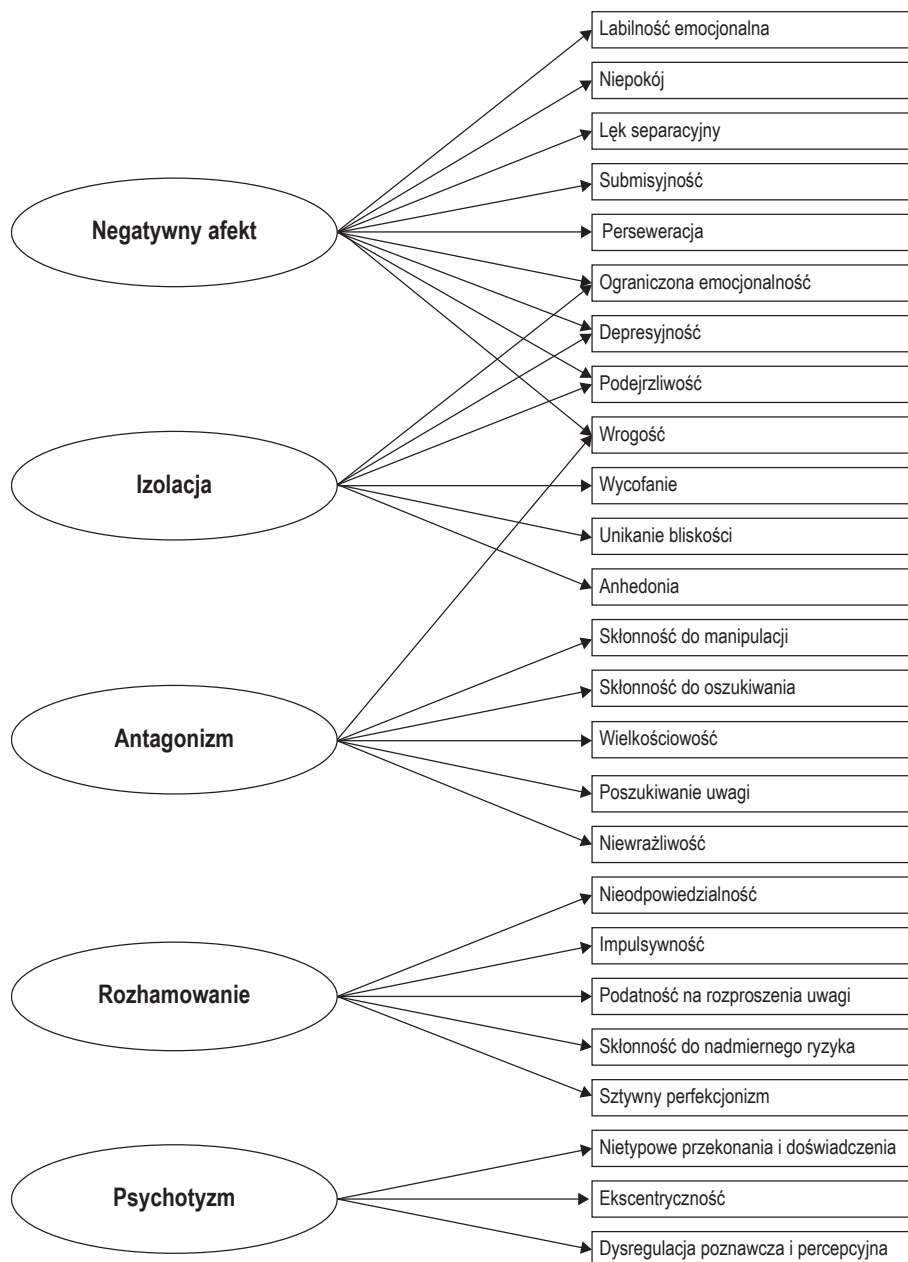 Labilność emocjonalna
Niepokój
Lęk separacyjny
Submisyjność
Negatywny afekt
Perseweracja
Ograniczona emocjonalność
Depresyjność
Podejrzliwość
Wrogość
Izolacja
Wycofanie
Unikanie bliskości
Anhedonia
Skłonność do manipulacji
Skłonność do oszukiwania
Antagonizm
Wielkościowość
Poszukiwanie uwagi
Niewrażliwość
Nieodpowiedzialność
Impulsywność
Rozhamowanie
Podatność na rozproszenia uwagi
Skłonność do nadmiernego ryzyka
Sztywny perfekcjonizm
Nietypowe przekonania i doświadczenia
Psychotyzm
Ekscentryczność
Dysregulacja poznawcza i percepcyjna